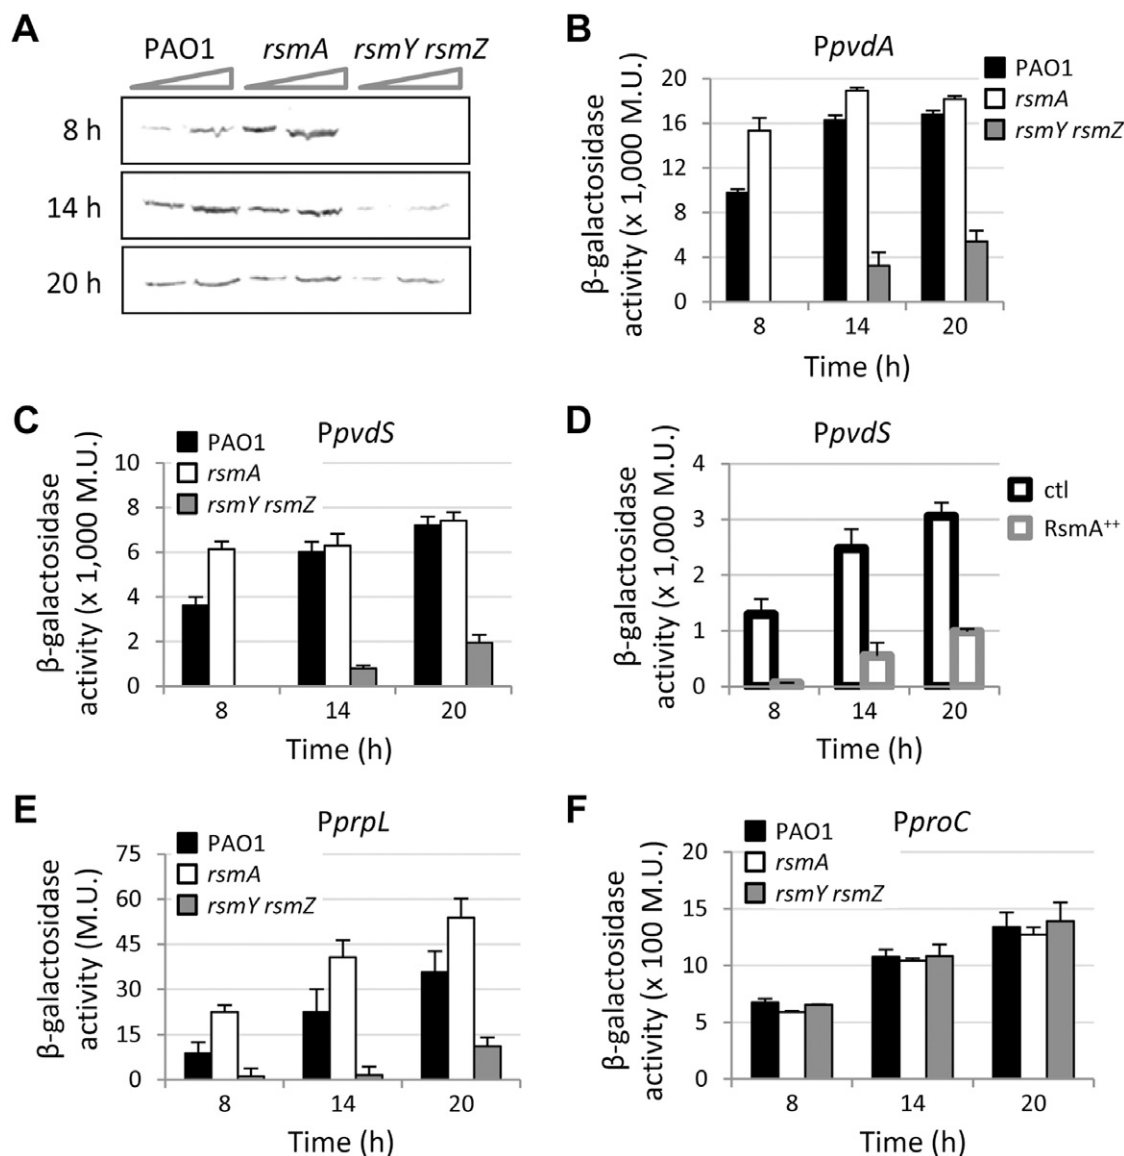 A
PAO1 rsmA rsmY rsmZ
8 h
14 h
20 h
B
PpvdA
PAO1
rsmA
rsmY rsmZ
β-galactosidase
activity (x 1,000 M.U.)
20
16
12
8
4
0
8 14 20
Time (h)
C
PpvdS
PAO1
rsmA
rsmY rsmZ
β-galactosidase
activity (x 1,000 M.U.)
10
8
6
4
2
0
8 14 20
Time (h)
D
PpvdS
ctl
RsmA++
β-galactosidase
activity (x 1,000 M.U.)
4
3
2
1
0
8 14 20
Time (h)
E
PprpL
PAO1
rsmA
rsmY rsmZ
β-galactosidase
activity (M.U.)
75
60
45
30
15
0
8 14 20
Time (h)
F
PproC
PAO1
rsmA
rsmY rsmZ
β-galactosidase
activity (x 100 M.U.)
20
15
10
5
0
8 14 20
Time (h)